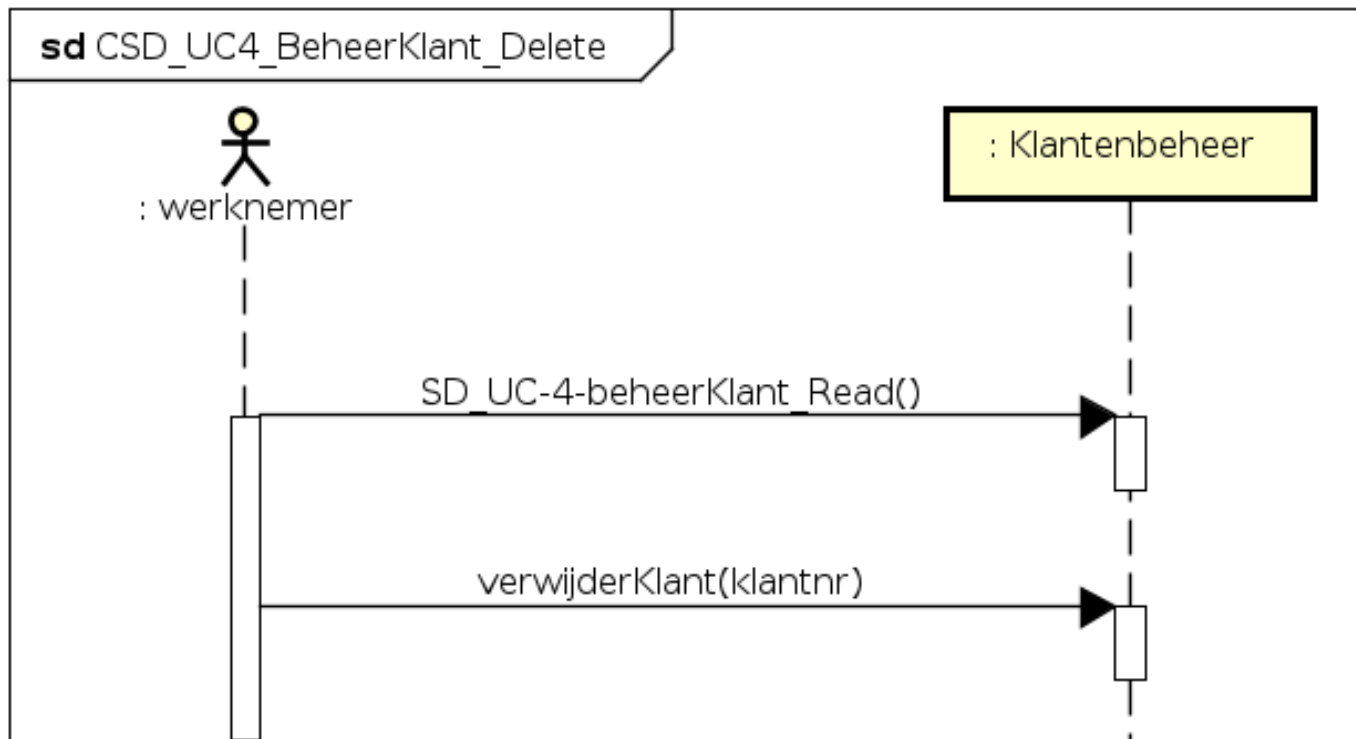 sd CSD_UC4_BeheerKlant_Delete
: werknemer
: Klantenbeheer
SD_UC-4-beheerKlant_Read()
verwijderKlant(klantnr)